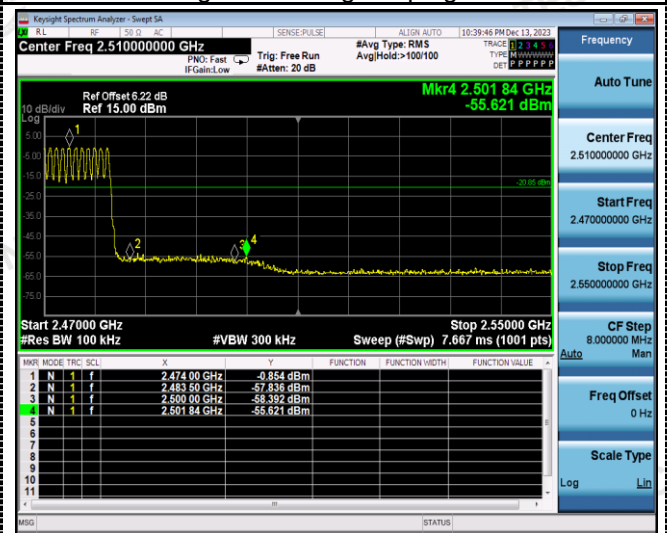 Keysight Spectrum Analyzer - Swept SA
RL RF 50 Ω AC SENSE:PULSE ALIGN AUTO 10:39:46 PM Dec 13, 2023
Center Freq 2.510000000 GHz #Avg Type: RMS TRACE 1 2 3 4 5 6
PNO: Fast Trig: Free Run Avg|Hold:>100/100 TYPE M WWWWW
IFGain:Low #Atten: 20 dB DET P P P P P P
Frequency
Auto Tune
Center Freq
2.510000000 GHz
Start Freq
2.470000000 GHz
Stop Freq
2.550000000 GHz
CF Step
8.000000 MHz
Auto Man
Freq Offset
0 Hz
Scale Type
Log Lin
Mkr4 2.501 84 GHz
-55.621 dBm
Ref Offset 6.22 dB
10 dB/div Ref 15.00 dBm
Log
5.00
-5.00
-15.0
-25.0
-35.0
-45.0
-55.0
-65.0
-75.0
1
2
3
4
-20.85 dBm
Start 2.47000 GHz Stop 2.55000 GHz
#Res BW 100 kHz #VBW 300 kHz Sweep (#Swp) 7.667 ms (1001 pts)
MKR MODE TRC SCL X Y FUNCTION FUNCTION WIDTH FUNCTION VALUE
1 N 1 f 2.474 00 GHz -0.854 dBm
2 N 1 f 2.483 50 GHz -57.836 dBm
3 N 1 f 2.500 00 GHz -58.392 dBm
4 N 1 f 2.501 84 GHz -55.621 dBm
5
6
7
8
9
10
11
MSG STATUS